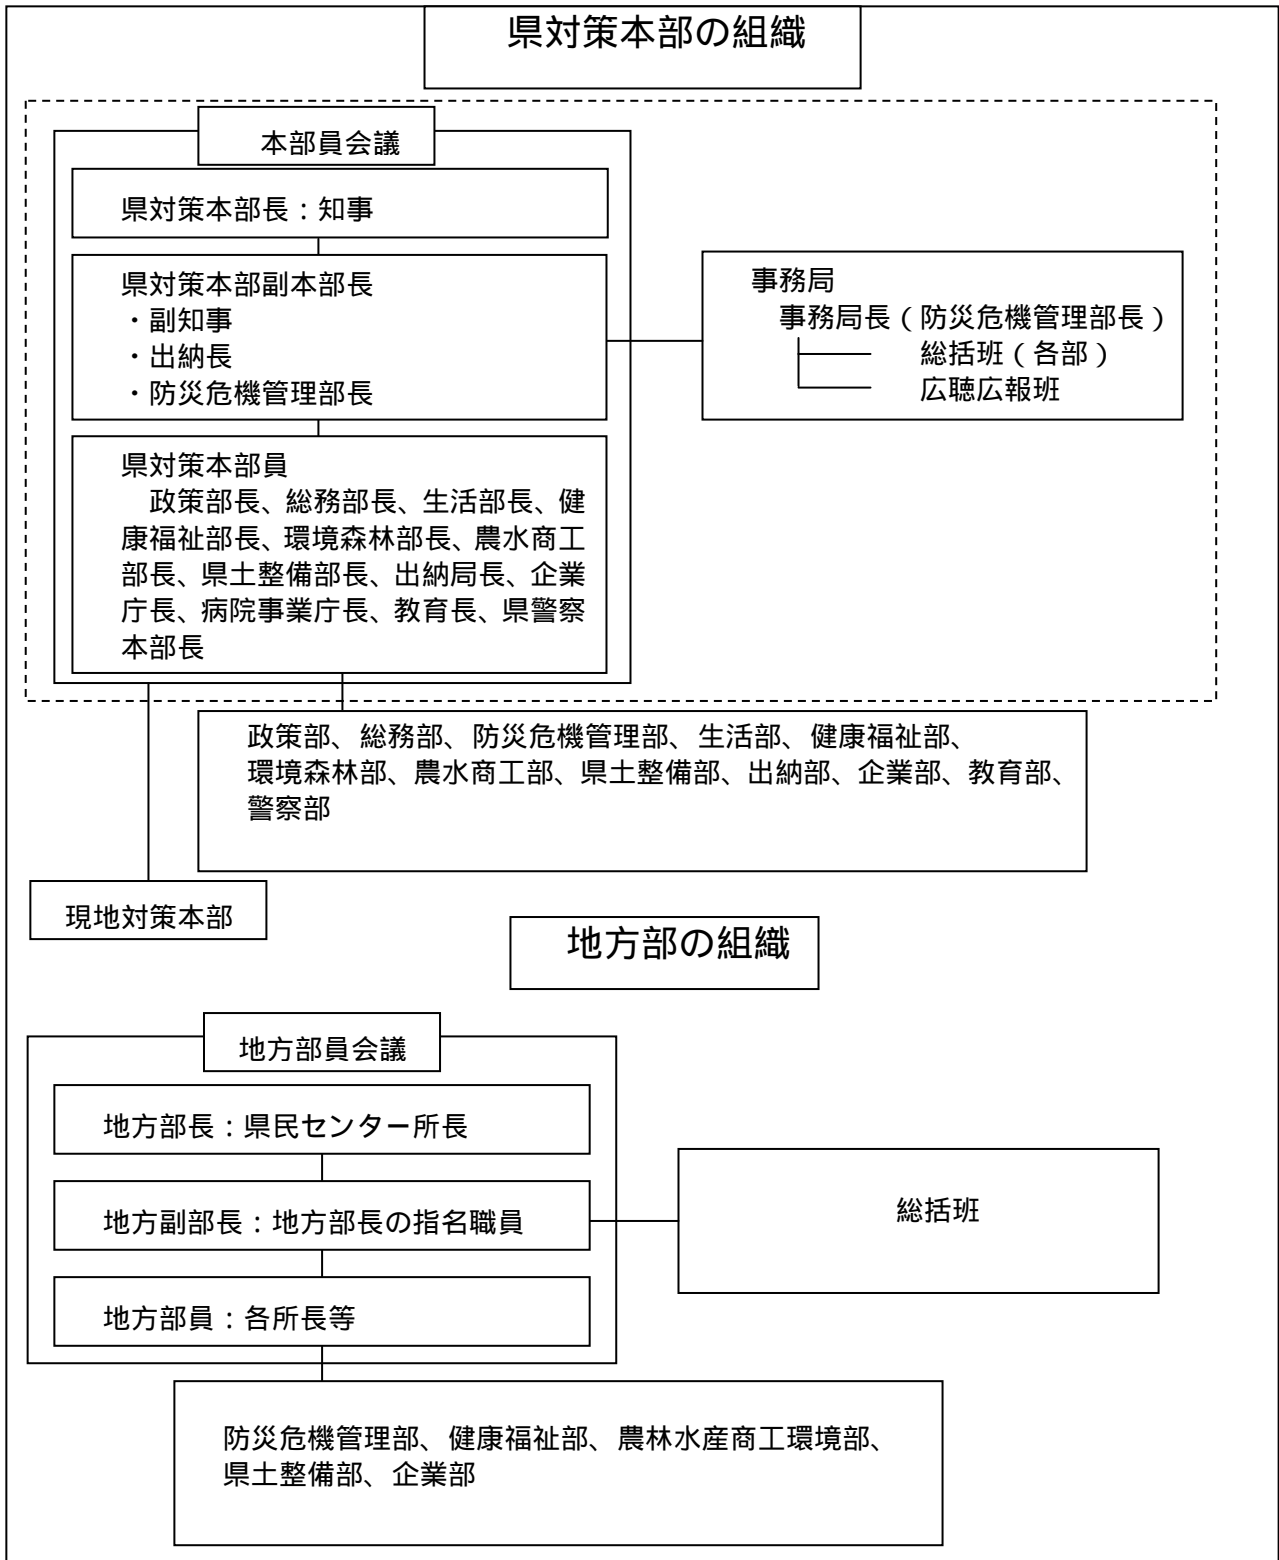 県対策本部の組織
本部員会議
県対策本部長：知事
県対策本部副本部長
・副知事
・出納長
・防災危機管理部長
事務局
事務局長（防災危機管理部長）
総括班（各部）
広聴広報班
県対策本部員
政策部長、総務部長、生活部長、健
康福祉部長、環境森林部長、農水商工
部長、県土整備部長、出納局長、企業
庁長、病院事業庁長、教育長、県警察
本部長
政策部、総務部、防災危機管理部、生活部、健康福祉部、
環境森林部、農水商工部、県土整備部、出納部、企業部、教育部、
警察部
現地対策本部
地方部の組織
地方部員会議
地方部長：県民センター所長
地方副部長：地方部長の指名職員
地方部員：各所長等
総括班
防災危機管理部、健康福祉部、農林水産商工環境部、
県土整備部、企業部